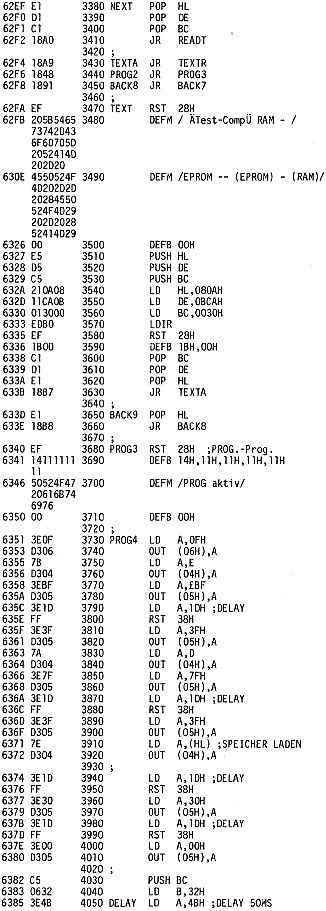 62EF E1 3380 NEXT POP HL
62F0 D1 3390 POP DE
62F1 C1 3400 POP BC
62F2 18A0 3410 JR READT
3420 ;
62F4 18A9 3430 TEXTA JR TEXTR
62F6 1848 3440 PROG2 JR PROG3
62F8 1891 3450 BACK8 JR BACK7
3460 ;
62FA EF 3470 TEXT RST 28H
62FB 205B5465 3480 DEFM / ÄTest-CompÜ RAM - /
73742D43
6F6D705D
2052414D
202D20
630E 4550524F 3490 DEFM /EPROM -- (EPROM) - (RAM)/
4D202D2D
20284550
524F4D29
202D2028
52414D29
6326 00 3500 DEFB 00H
6327 E5 3510 PUSH HL
6328 D5 3520 PUSH DE
6329 C5 3530 PUSH BC
632A 210A08 3540 LD HL,080AH
632D 11CA0B 3550 LD DE,0BCAH
6330 013000 3560 LD BC,0030H
6333 EDB0 3570 LDIR
6335 EF 3580 RST 28H
6336 1B00 3590 DEFB 1BH,00H
6338 C1 3600 POP BC
6339 D1 3610 POP DE
633A E1 3620 POP HL
633B 18B7 3630 JR TEXTA
3640 ;
633D E1 3650 BACK9 POP HL
633E 18B8 3660 JR BACK8
3670 ;
6340 EF 3680 PROG3 RST 28H ;PROG.-Prog.
6341 14111111 3690 DEFB 14H,11H,11H,11H,11H
11
6346 50524F47 3700 DEFM /PROG aktiv/
20616B74
6976
6350 00 3710 DEFB 00H
3720 ;
6351 3E0F 3730 PROG4 LD A,0FH
6353 D306 3740 OUT (06H),A
6355 7B 3750 LD A,E
6356 D304 3760 OUT (04H),A
6358 3EBF 3770 LD A,£BF
635A D305 3780 OUT (05H),A
635C 3E1D 3790 LD A,1DH ;DELAY
635E FF 3800 RST 38H
635F 3E3F 3810 LD A,3FH
6361 D305 3820 OUT (05H),A
6363 7A 3830 LD A,D
6364 D304 3840 OUT (04H),A
6366 3E7F 3850 LD A,7FH
6368 D305 3860 OUT (05H),A
636A 3E1D 3870 LD A,1DH ;DELAY
636C FF 3880 RST 38H
636D 3E3F 3890 LD A,3FH
636F D305 3900 OUT (05H),A
6371 7E 3910 LD A,(HL) ;SPEICHER LADEN
6372 D304 3920 OUT (04H),A
3930 ;
6374 3E1D 3940 LD A,1DH ;DELAY
6376 FF 3950 RST 38H
6377 3E30 3960 LD A,30H
6379 D305 3970 OUT (05H),A
637B 3E1D 3980 LD A,1DH ;DELAY
637D FF 3990 RST 38H
637E 3E00 4000 LD A,00H
6380 D305 4010 OUT (05H),A
4020 ;
6382 C5 4030 PUSH BC
6383 0632 4040 LD B,32H
6385 3E4B 4050 DELAY LD A,4BH ;DELAY 50MS